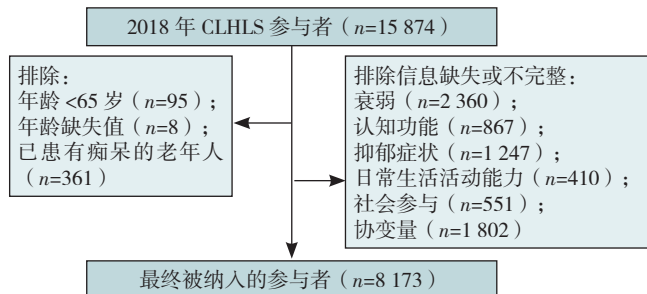 2018 年 CLHLS 参与者（n=15 874）
排除：
年龄 <65 岁（n=95）；
年龄缺失值（n=8）；
已患有痴呆的老年人
（n=361）
排除信息缺失或不完整：
衰弱（n=2 360）；
认知功能（n=867）；
抑郁症状（n=1 247）；
日常生活活动能力（n=410）；
社会参与（n=551）；
协变量（n=1 802）
最终被纳入的参与者（n=8 173）